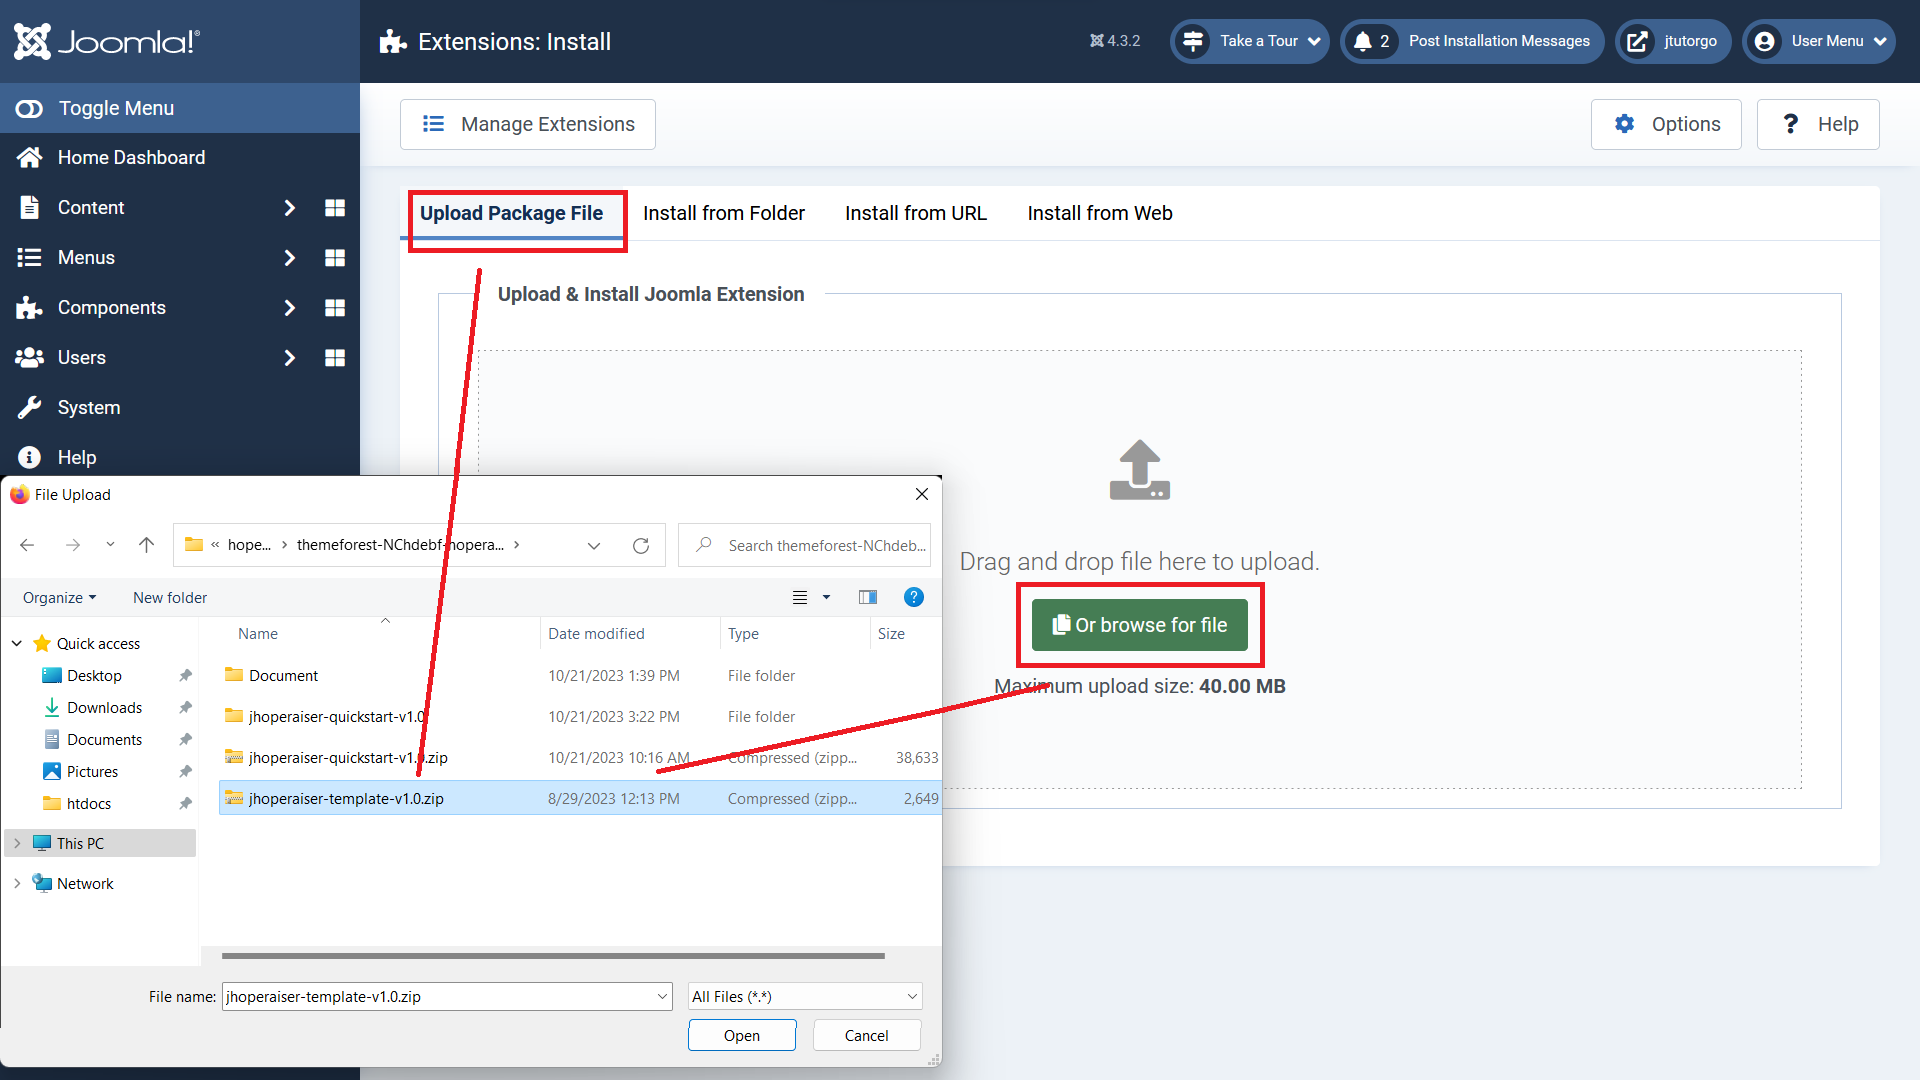 Joomla!
Extensions: Install
4.3.2
Take a Tour
2
Post Installation Messages
jtutorgo
User Menu
Toggle Menu
Manage Extensions
Options
? Help
Home Dashboard
Content
Menus
Components
Users
System
Help
Upload Package File
Install from Folder
Install from URL
Install from Web
Upload & Install Joomla Extension
Drag and drop file here to upload.
Or browse for file
Maximum upload size: 40.00 MB
File Upload
« hope... › themeforest-NChdebf-hopera... ›
Search themeforest-NChdeb...
Organize
New folder
?
Name
Date modified
Type
Size
Quick access
Desktop
Downloads
Documents
Pictures
htdocs
This PC
Network
Document 10/21/2023 1:39 PM File folder
jhoperaiser-quickstart-v1.0 10/21/2023 3:22 PM File folder
jhoperaiser-quickstart-v1.0.zip 10/21/2023 10:16 AM Compressed (zipp... 38,633
jhoperaiser-template-v1.0.zip 8/29/2023 12:13 PM Compressed (zipp... 2,649
File name: jhoperaiser-template-v1.0.zip
All Files (*.*)
Open
Cancel